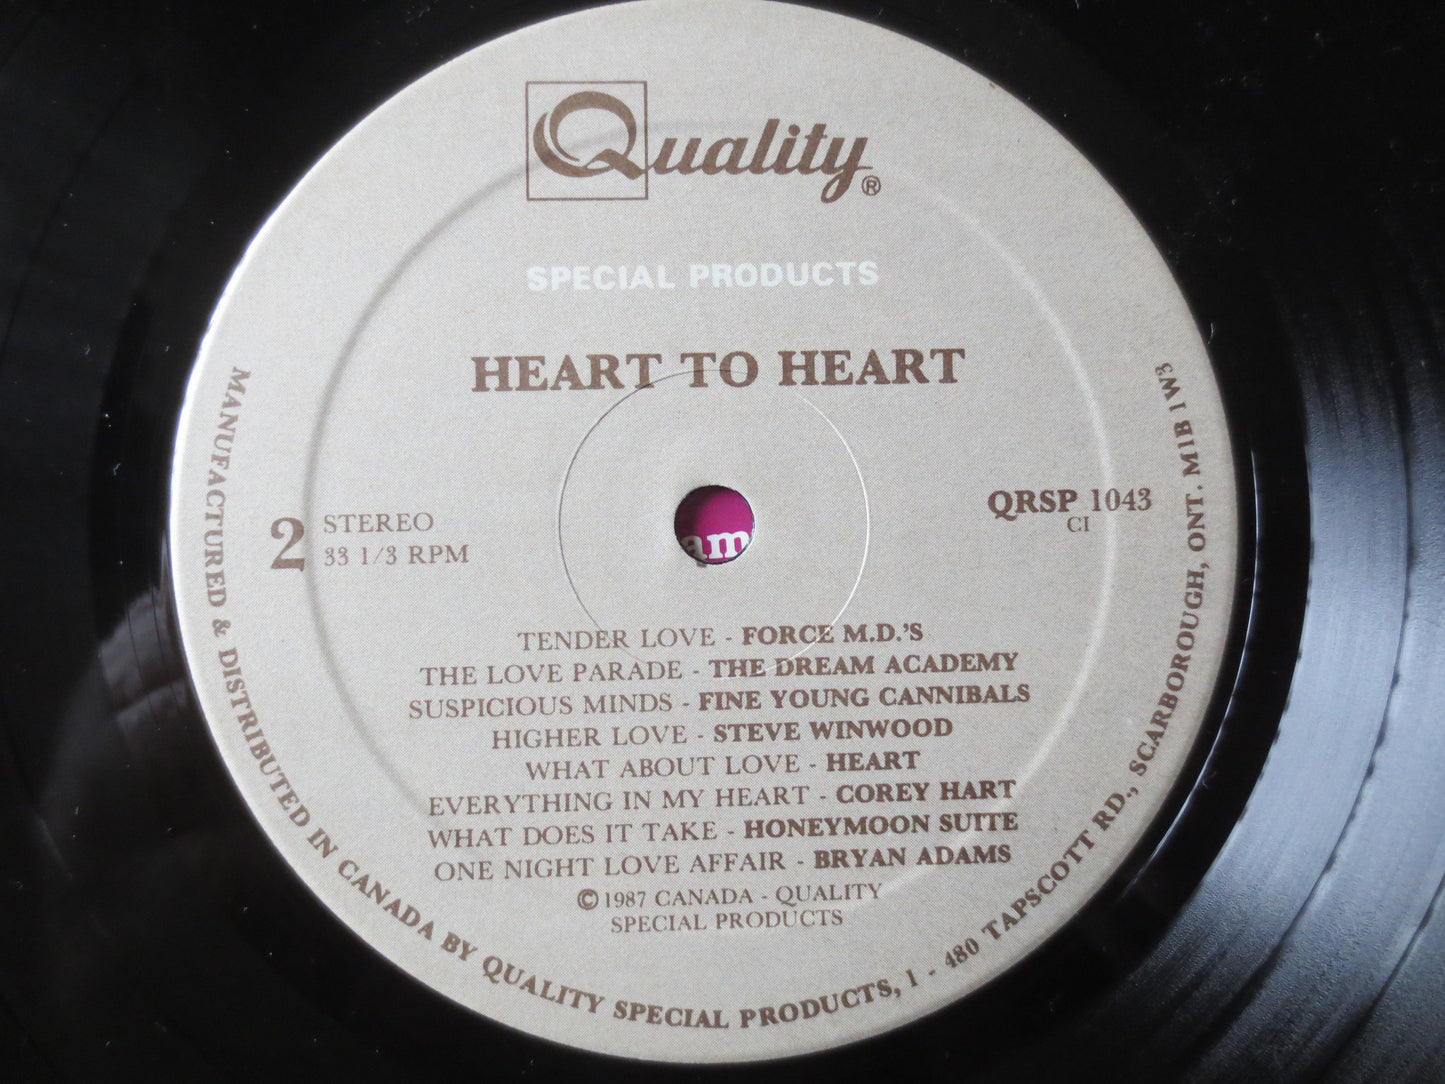 Quality®
SPECIAL PRODUCTS
HEART TO HEART
2 STEREO
33 1/3 RPM
QRSP 1043
CI
am
TENDER LOVE - FORCE M.D.'S
THE LOVE PARADE - THE DREAM ACADEMY
SUSPICIOUS MINDS - FINE YOUNG CANNIBALS
HIGHER LOVE - STEVE WINWOOD
WHAT ABOUT LOVE - HEART
EVERYTHING IN MY HEART - COREY HART
WHAT DOES IT TAKE - HONEYMOON SUITE
ONE NIGHT LOVE AFFAIR - BRYAN ADAMS
©1987 CANADA - QUALITY
SPECIAL PRODUCTS
MANUFACTURED & DISTRIBUTED IN CANADA BY QUALITY SPECIAL PRODUCTS, 1 - 480 TAPSCOTT RD., SCARBOROUGH, ONT. M1B 1W3